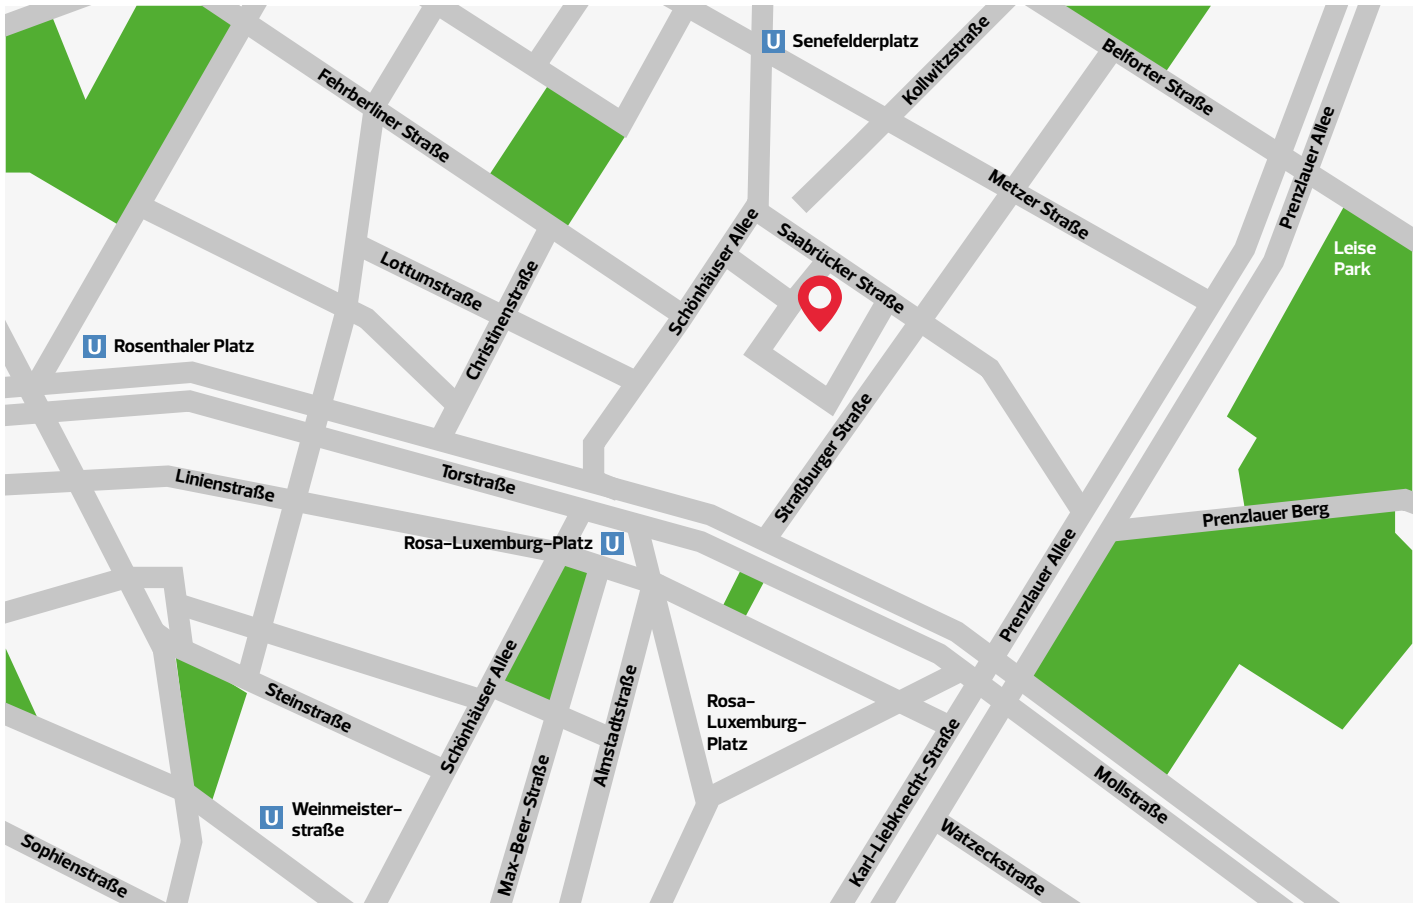 U Senefelderplatz
Kollwitzstraße
Belforter Straße
Fehrberliner Straße
Prenzlauer Allee
Metzer Straße
Leise
Park
Schönhäuser Allee
Saabrücker Straße
Lottumstraße
Christinenstraße
U Rosenthaler Platz
Straßburger Straße
Torstraße
Linienstraße
Prenzlauer Berg
Rosa-Luxemburg-Platz U
Prenzlauer Allee
Schönhäuser Allee
Almstadtstraße
Steinstraße
Rosa-
Luxemburg-
Platz
Karl-Liebknecht-Straße
Max-Beer-Straße
Mollstraße
U Weinmeister-
straße
Watzeckstraße
Sophienstraße